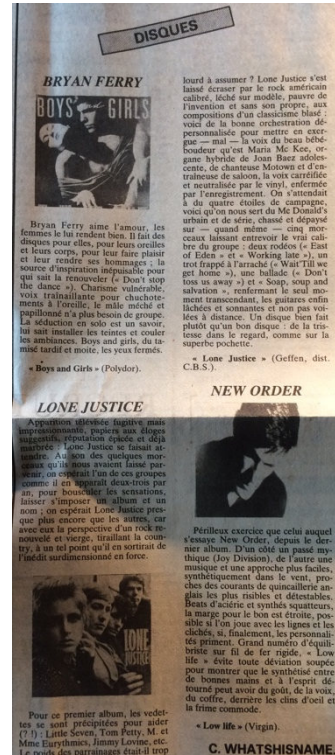 DISQUES
BRYAN FERRY
BOYS GIRLS
Bryan Ferry aime l'amour, les
femmes le lui rendent bien. Il fait des
disques pour elles, pour leurs oreilles
et leurs corps, pour leur faire plaisir
et leur rendre ses hommages ; la
source d'inspiration inépuisable pour
qui sait la renouveler (« Don't stop
the dance »). Charisme vulnérable,
voix traînaillante pour chuchote-
ments à l'oreille, le mâle méché et
papillonné n'a plus besoin de groupe.
La séduction en solo est un savoir,
qui sait installer les teintes et couler
les ambiances. Boys and girls, du ta-
misé tardif et moite, les yeux fermés.
« Boys and Girls » (Polydor).
LONE JUSTICE
Apparition télévisée fugitive mais
impressionnante, papiers aux éloges
suggestifs, réputation épicée et déjà
marbrée : Lone Justice se faisait at-
tendre. Au son des quelques mor-
ceaux qu'ils nous avaient laissé par-
venir, on espérait l'un de ces groupes
comme il en apparaît deux-trois par
an, pour bousculer les sensations,
laisser s'imposer un album et un
nom ; on espérait Lone Justice pres-
que plus encore que les autres, car
avec eux la perspective d'un rock re-
nouvelé et vierge, tiraillant la coun-
try, à un tel point qu'il en sortirait de
l'inédit surdimensionné en force.
LONE
JUSTICE
Pour ce premier album, les vedet-
tes se sont précipitées pour aider
(? !) : Little Seven, Tom Petty, M. et
Mme Eurythmics, Jimmy Lovine, etc.
Le poids des parrainages était-il trop
lourd à assumer ? Lone Justice s'est
laissé écraser par le rock américain
calibré, léché sur modèle, pauvre de
l'invention et sans son propre, aux
compositions d'un classicisme blasé :
voici de la bonne orchestration dé-
personnalisée pour mettre en exer-
gue — mal — la voix du beau bébé-
boudeur qu'est Maria Mc Kee, or-
gane hybride de Joan Baez adoles-
cente, de chanteuse Motown et d'en-
traîneuse de saloon, la voix carréifiée
et neutralisée par le vinyl, enfermée
par l'enregistrement. On s'attendait
à du quatre étoiles de campagne,
voici qu'on nous sert du Mc Donald's
urbain et de série, chassé et dépaysé
sur — quand même — cinq mor-
ceaux laissant entrevoir le vrai cali-
bre du groupe : deux rodéos (« East
of Eden » et « Working late »), un
rot frappé à l'arraché (« Wait'Till we
get home »), une ballade (« Don't
toss us away ») et « Soap, soup and
salvation », renfermant le seul mo-
ment transcendant, les guitares enfin
lâchées et sonnantes et non pas voi-
lées à distance. Un disque bien fait
plutôt qu'un bon disque : de la tris-
tesse dans le regard, comme sur la
superbe pochette.
« Lone Justice » (Geffen, dist.
C.B.S.).
NEW ORDER
Périlleux exercice que celui auquel
s'essaye New Order, depuis le der-
nier album. D'un côté un passé my-
thique (Joy Division), de l'autre une
musique et une approche plus faciles,
synthétiquement dans le vent, pro-
ches des courants de quincaillerie an-
glais les plus risibles et détestables.
Beats d'aciérie et synthés squatteurs,
la marge pour le bon est étroite, pos-
sible si l'on joue avec les lignes et les
clichés, si, finalement, les personnali-
tés priment. Grand numéro d'équili-
briste sur fil de fer rigide, « Low
life » évite toute déviation soupée
pour montrer que le synthétisé entre
de bonnes mains et à l'esprit dé-
tourné peut avoir du goût, de la voix,
du coffre, derrière les clins d'oeil et
la frime commode.
« Low life » (Virgin).
C. WHATSHISNAME